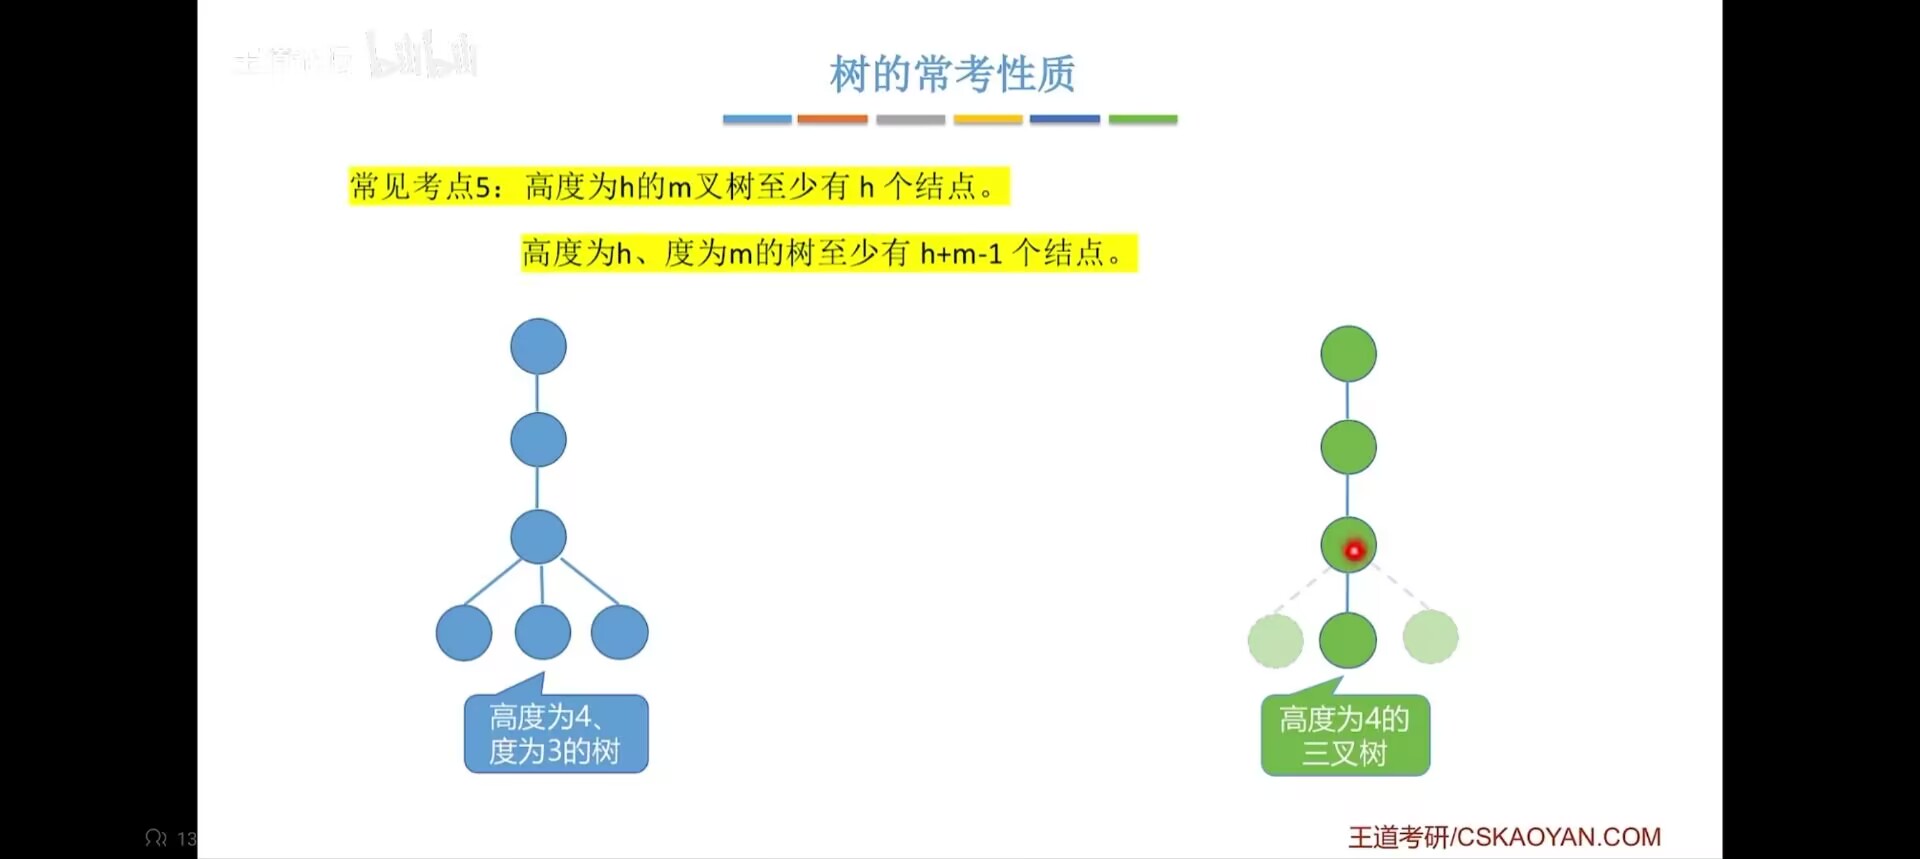 bilibili
树的常考性质
常见考点5：高度为h的m叉树至少有 h 个结点。
高度为h、度为m的树至少有 h+m-1 个结点。
高度为4、
度为3的树
高度为4的
三叉树
13
王道考研/CSKAOYAN.COM